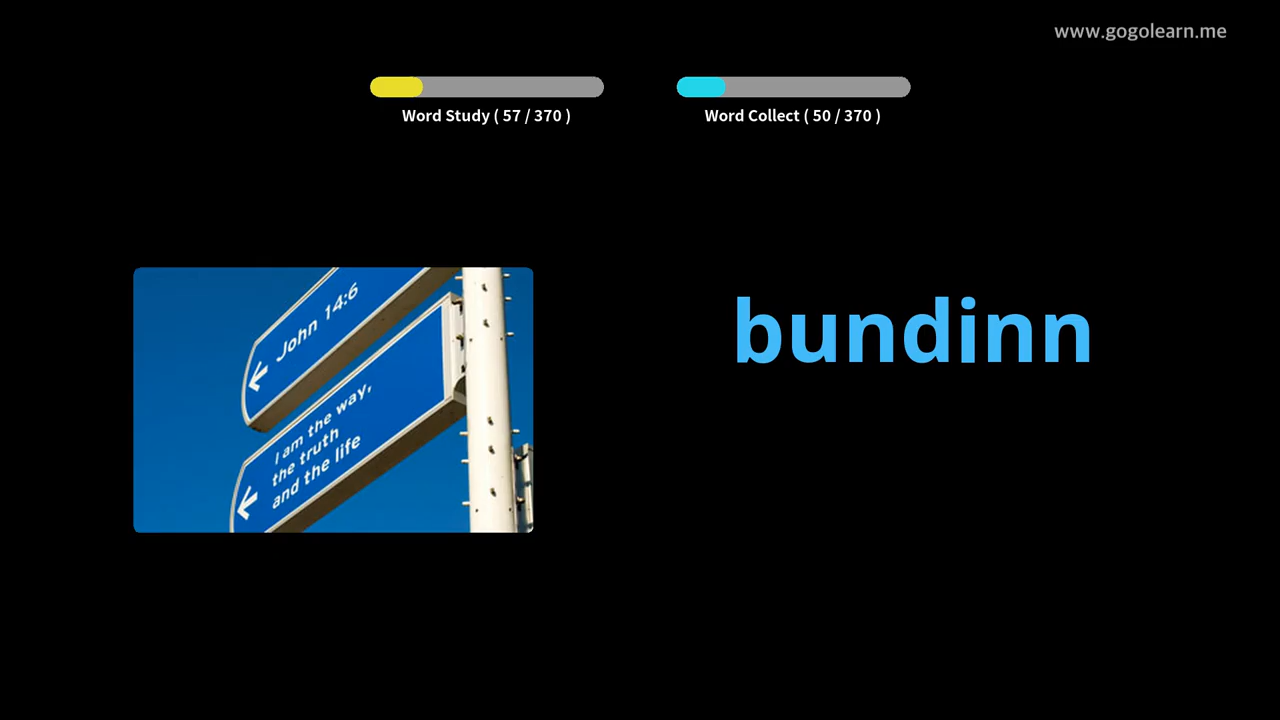 www.gogolearn.me
Word Study ( 57 / 370 )
Word Collect ( 50 / 370 )
John 14:6
I am the way,
the truth
and the life
bundinn